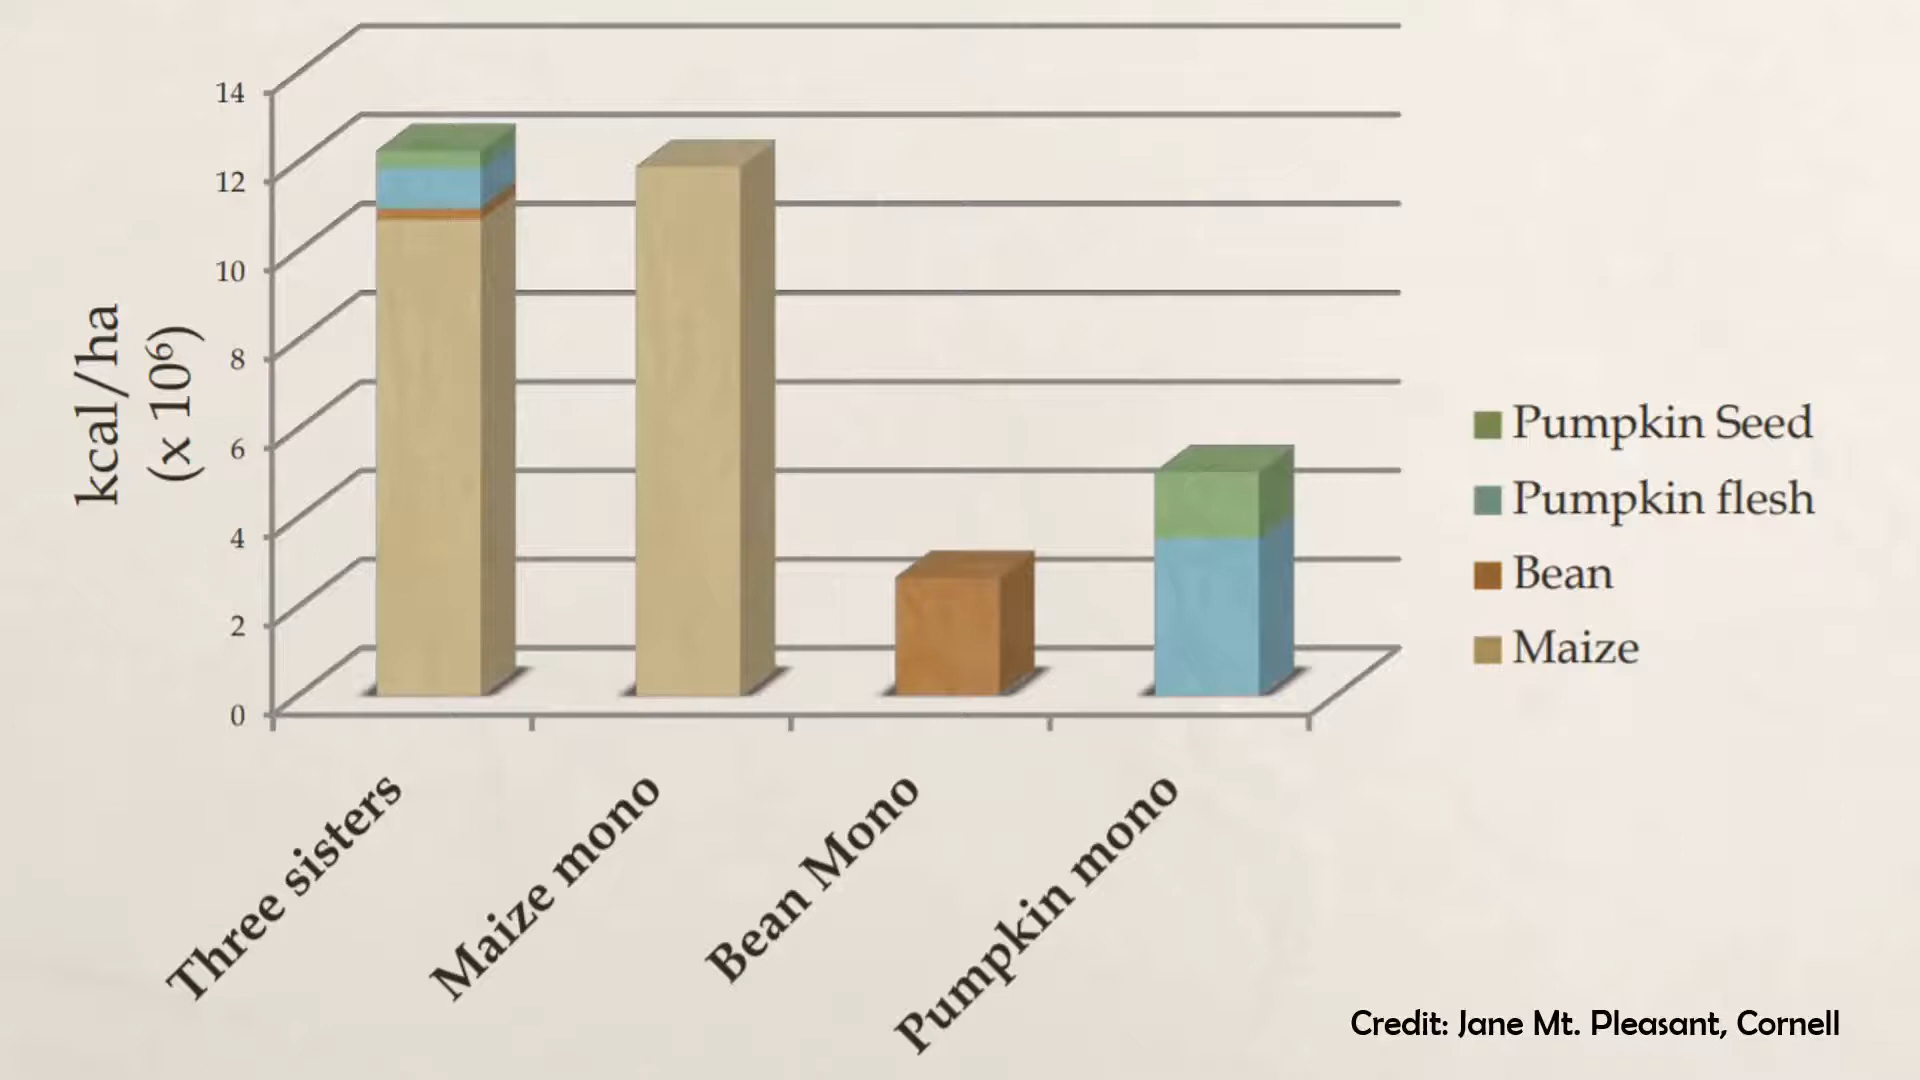 14
12
10
8
6
4
2
0
kcal/ha
(x 10⁶)
Three sisters
Maize mono
Bean Mono
Pumpkin mono
Pumpkin Seed
Pumpkin flesh
Bean
Maize
Credit: Jane Mt. Pleasant, Cornell